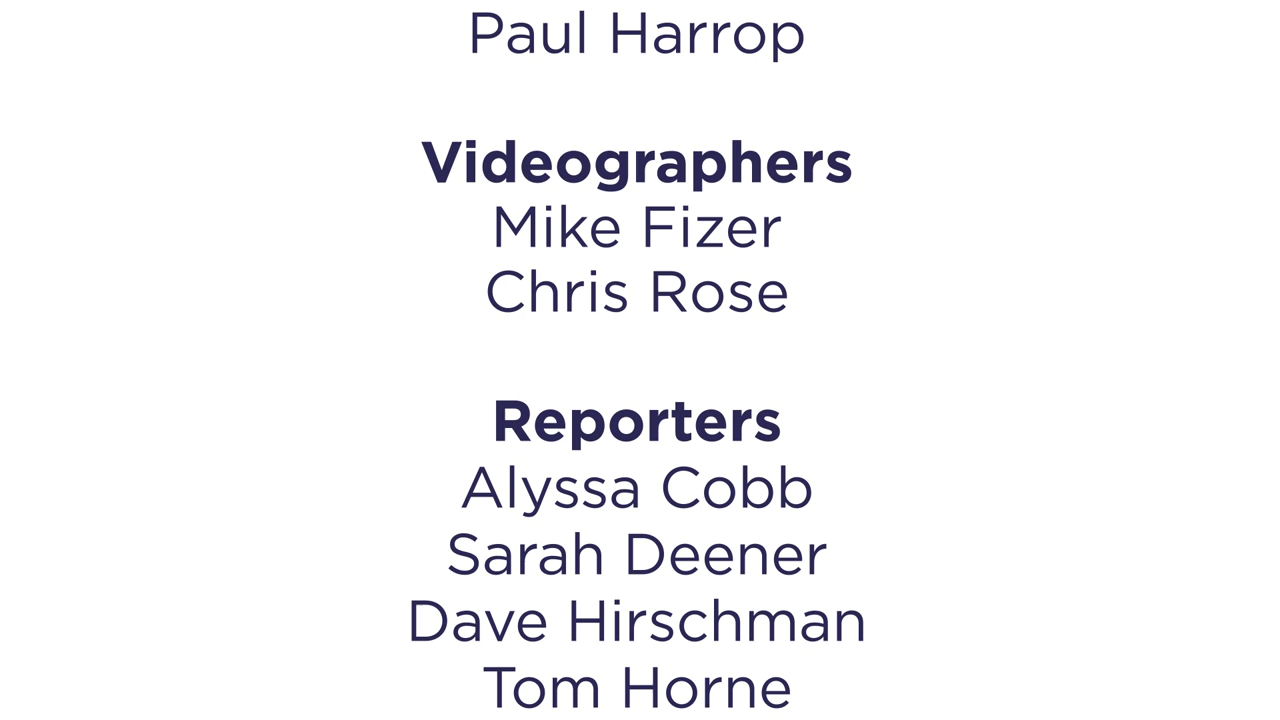 Paul Harrop
Videographers
Mike Fizer
Chris Rose
Reporters
Alyssa Cobb
Sarah Deener
Dave Hirschman
Tom Horne